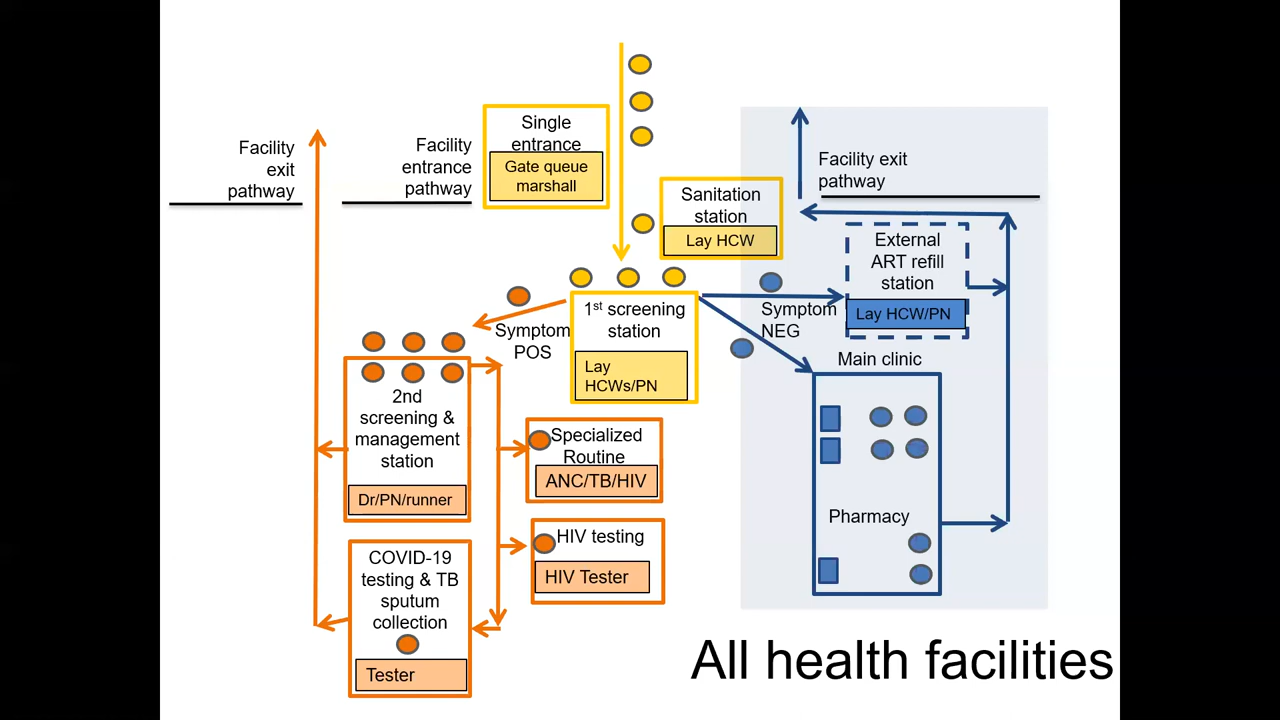 Facility
exit
pathway
Facility
entrance
pathway
Single
entrance
Gate queue
marshall
Sanitation
station
Lay HCW
Facility exit
pathway
External
ART refill
station
Lay HCW/PN
1st screening
station
Lay
HCWs/PN
Symptom
POS
Symptom
NEG
Main clinic
Pharmacy
2nd
screening &
management
station
Dr/PN/runner
Specialized
Routine
ANC/TB/HIV
HIV testing
HIV Tester
COVID-19
testing & TB
sputum
collection
Tester
All health facilities